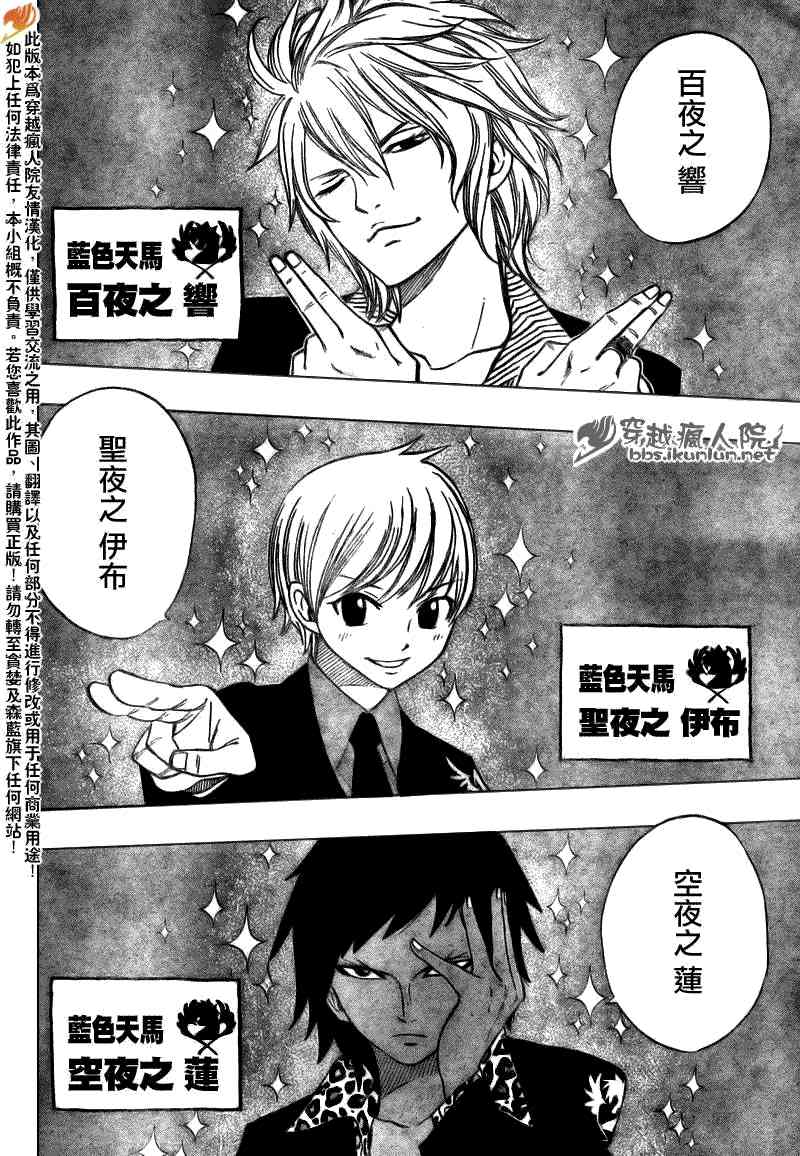 百夜之 響
藍色天馬
百夜之 響
穿越瘋人院
bbs.ikunlun.net
聖夜之 伊布
藍色天馬
聖夜之 伊布
空夜之 蓮
藍色天馬
空夜之 蓮
此版本爲穿越瘋人院友情漢化，僅供學習交流之用，其圖、翻譯以及任何部分不得進行修改或用于任何商業用途！
如犯上任何法律責任，本小組概不負責。若您喜歡此作品，請購買正版！請勿轉至貪婪及森藍旗下任何網站！